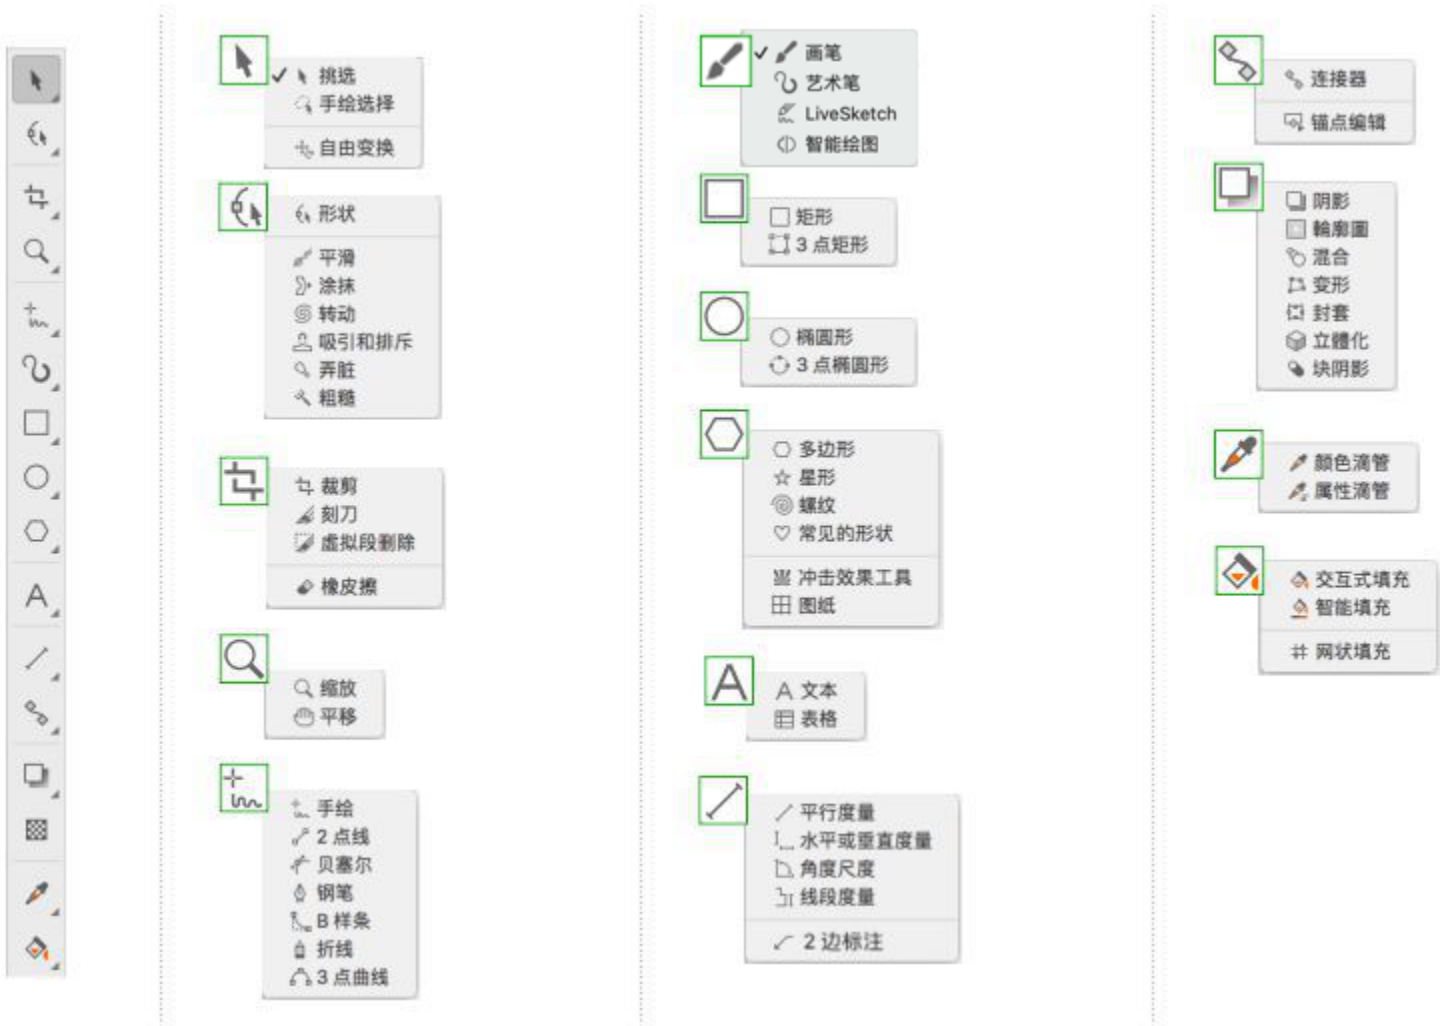 挑选
手绘选择
自由变换
形状
平滑
涂抹
转动
吸引和排斥
弄脏
粗糙
裁剪
刻刀
虚拟段删除
橡皮擦
缩放
平移
手绘
2 点线
贝塞尔
钢笔
B 样条
折线
3 点曲线
画笔
艺术笔
LiveSketch
智能绘图
矩形
3 点矩形
椭圆形
3 点椭圆形
多边形
星形
螺纹
常见的形状
冲击效果工具
图纸
文本
表格
平行度量
水平或垂直度量
角度尺度
线段度量
2 边标注
连接器
锚点编辑
阴影
輪廓圖
混合
变形
封套
立體化
块阴影
颜色滴管
属性滴管
交互式填充
智能填充
网状填充